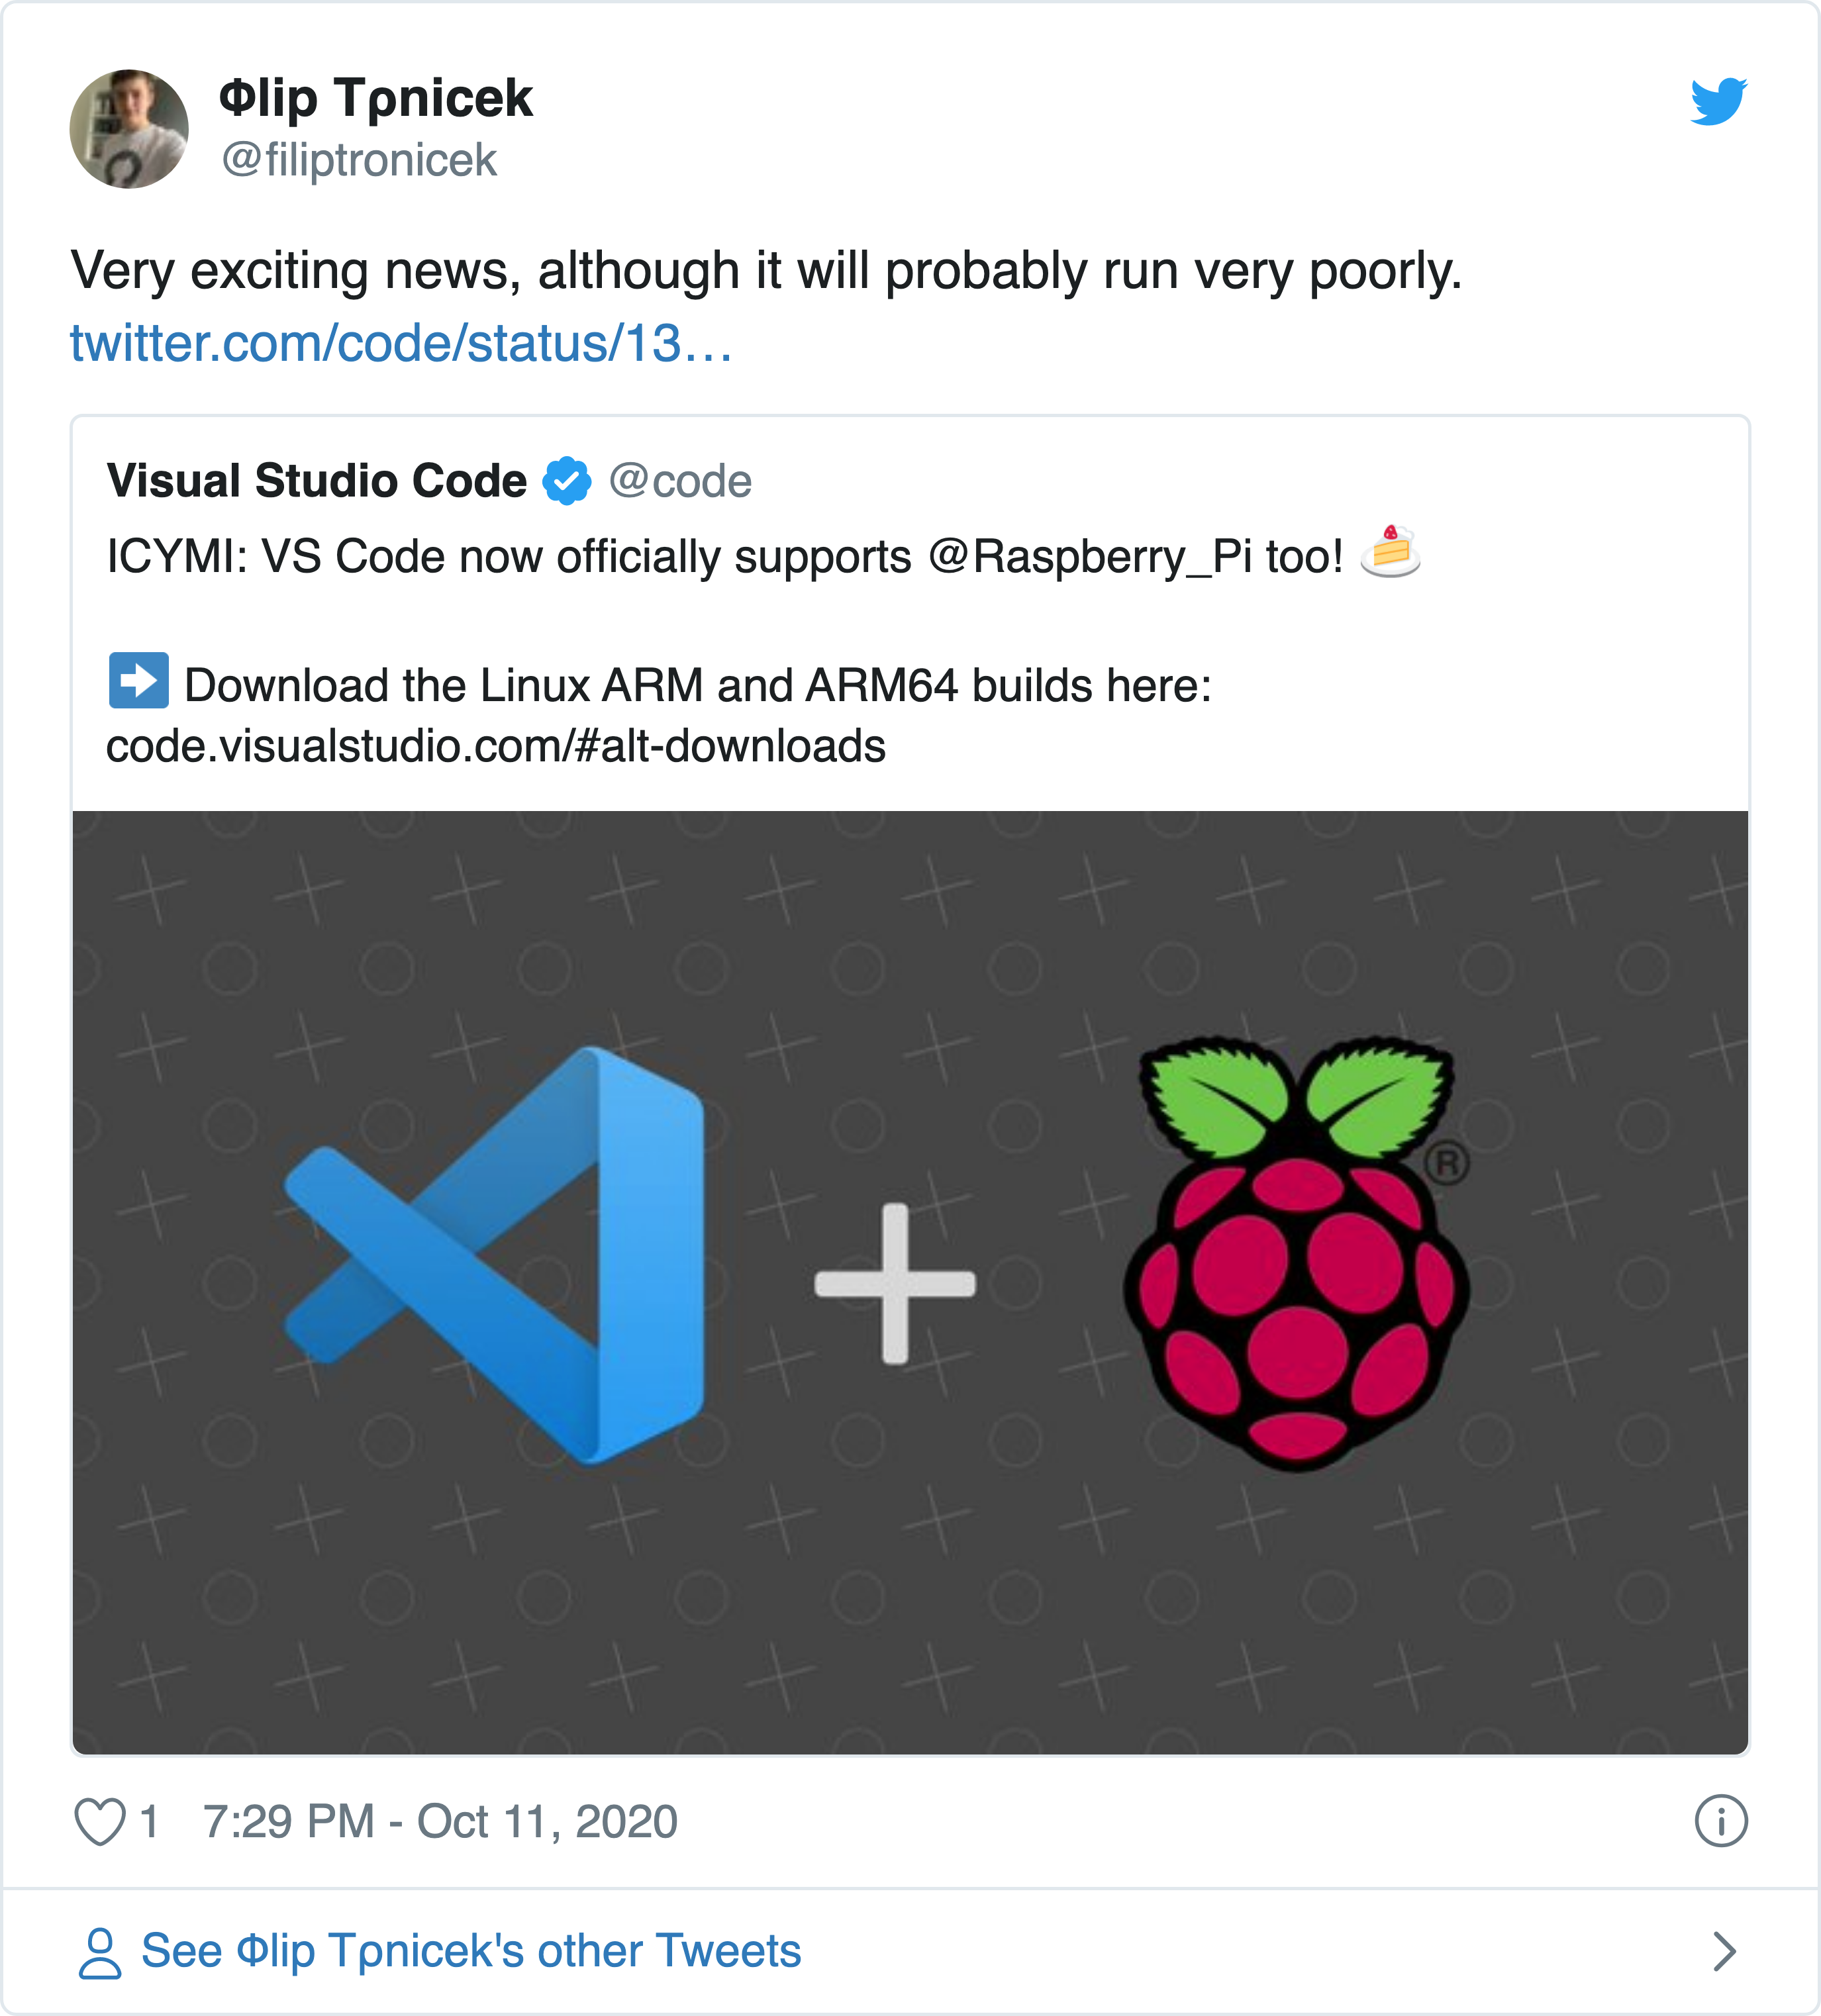 Φlip Tρnicek
@filiptronicek
Very exciting news, although it will probably run very poorly.
twitter.com/code/status/13…
Visual Studio Code @code
ICYMI: VS Code now officially supports @Raspberry_Pi too! 🍰
➡️ Download the Linux ARM and ARM64 builds here:
code.visualstudio.com/#alt-downloads
®
1 7:29 PM - Oct 11, 2020
See Φlip Tρnicek's other Tweets